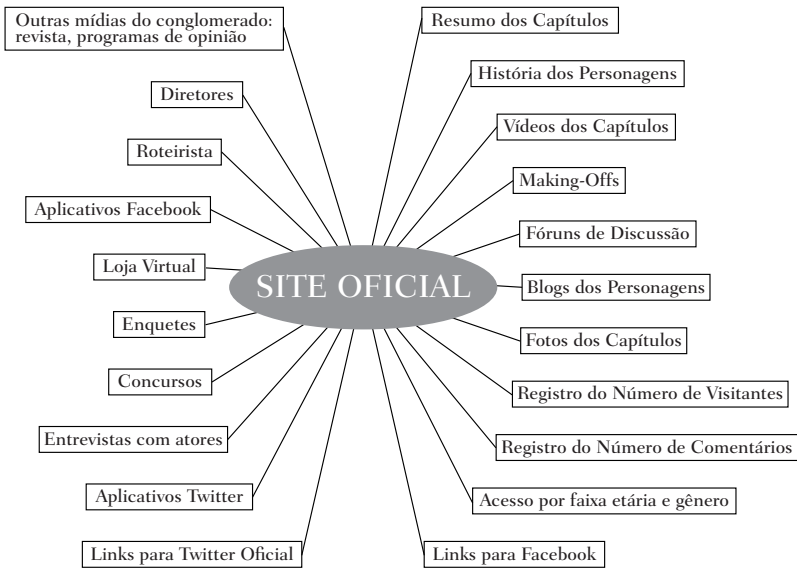 Outras mídias do conglomerado:
revista, programas de opinião
Diretores
Roteirista
Aplicativos Facebook
Loja Virtual
Enquetes
Concursos
Entrevistas com atores
Aplicativos Twitter
Links para Twitter Oficial
SITE OFICIAL
Resumo dos Capítulos
História dos Personagens
Vídeos dos Capítulos
Making-Offs
Fóruns de Discussão
Blogs dos Personagens
Fotos dos Capítulos
Registro do Número de Visitantes
Registro do Número de Comentários
Acesso por faixa etária e gênero
Links para Facebook